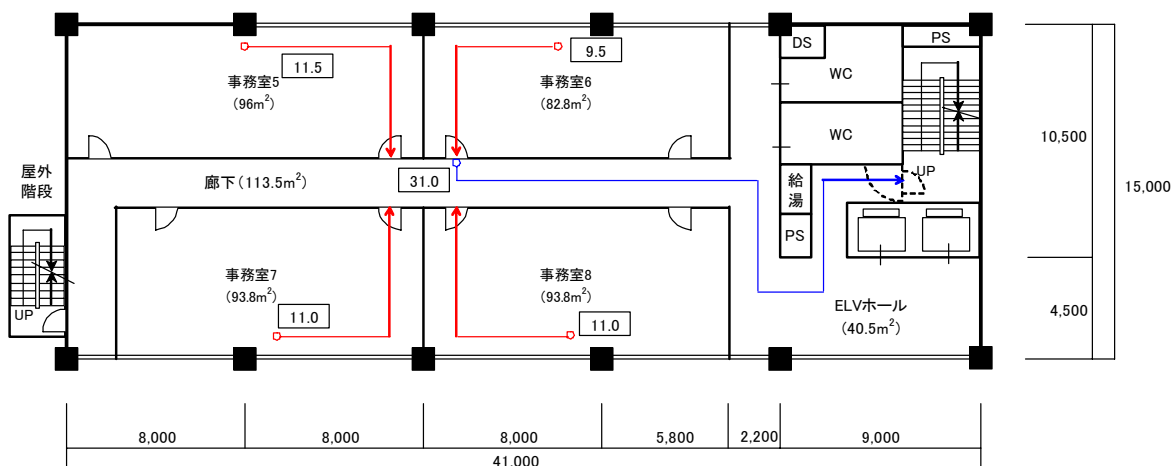 DS
PS
WC
11.5
9.5
事務室5
(96m²)
事務室6
(82.8m²)
WC
10,500
屋外
階段
廊下(113.5m²)
31.0
給
湯
UP
15,000
PS
事務室7
(93.8m²)
事務室8
(93.8m²)
UP
11.0
11.0
ELVホール
(40.5m²)
4,500
8,000
8,000
8,000
5,800
2,200
9,000
41,000